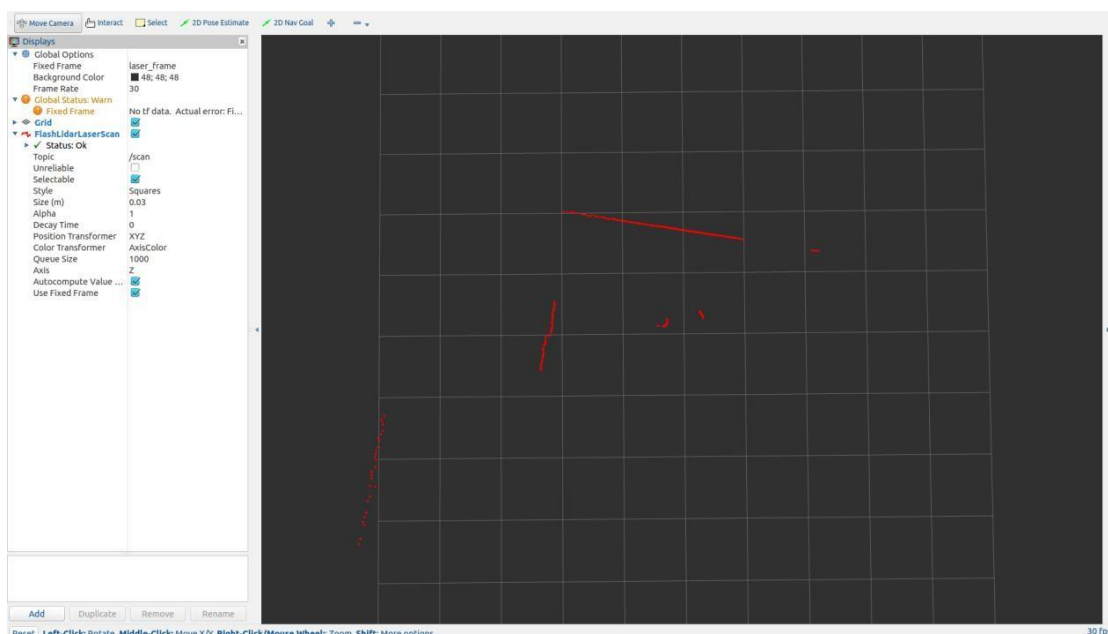 Move Camera Interact Select 2D Pose Estimate 2D Nav Goal
Displays
Global Options
Fixed Frame laser_frame
Background Color 48; 48; 48
Frame Rate 30
Global Status: Warn
Fixed Frame No tf data. Actual error: Fi...
Grid
FlashLidarLaserScan
Status: Ok
Topic /scan
Unreliable
Selectable
Style Squares
Size (m) 0.03
Alpha 1
Decay Time 0
Position Transformer XYZ
Color Transformer AxisColor
Queue Size 1000
Axis Z
Autocompute Value ...
Use Fixed Frame
Add Duplicate Remove Rename
Reset Left-Click: Rotate. Middle-Click: Move X/Y. Right-Click/Mouse Wheel:: Zoom. Shift: More options. 30 fps